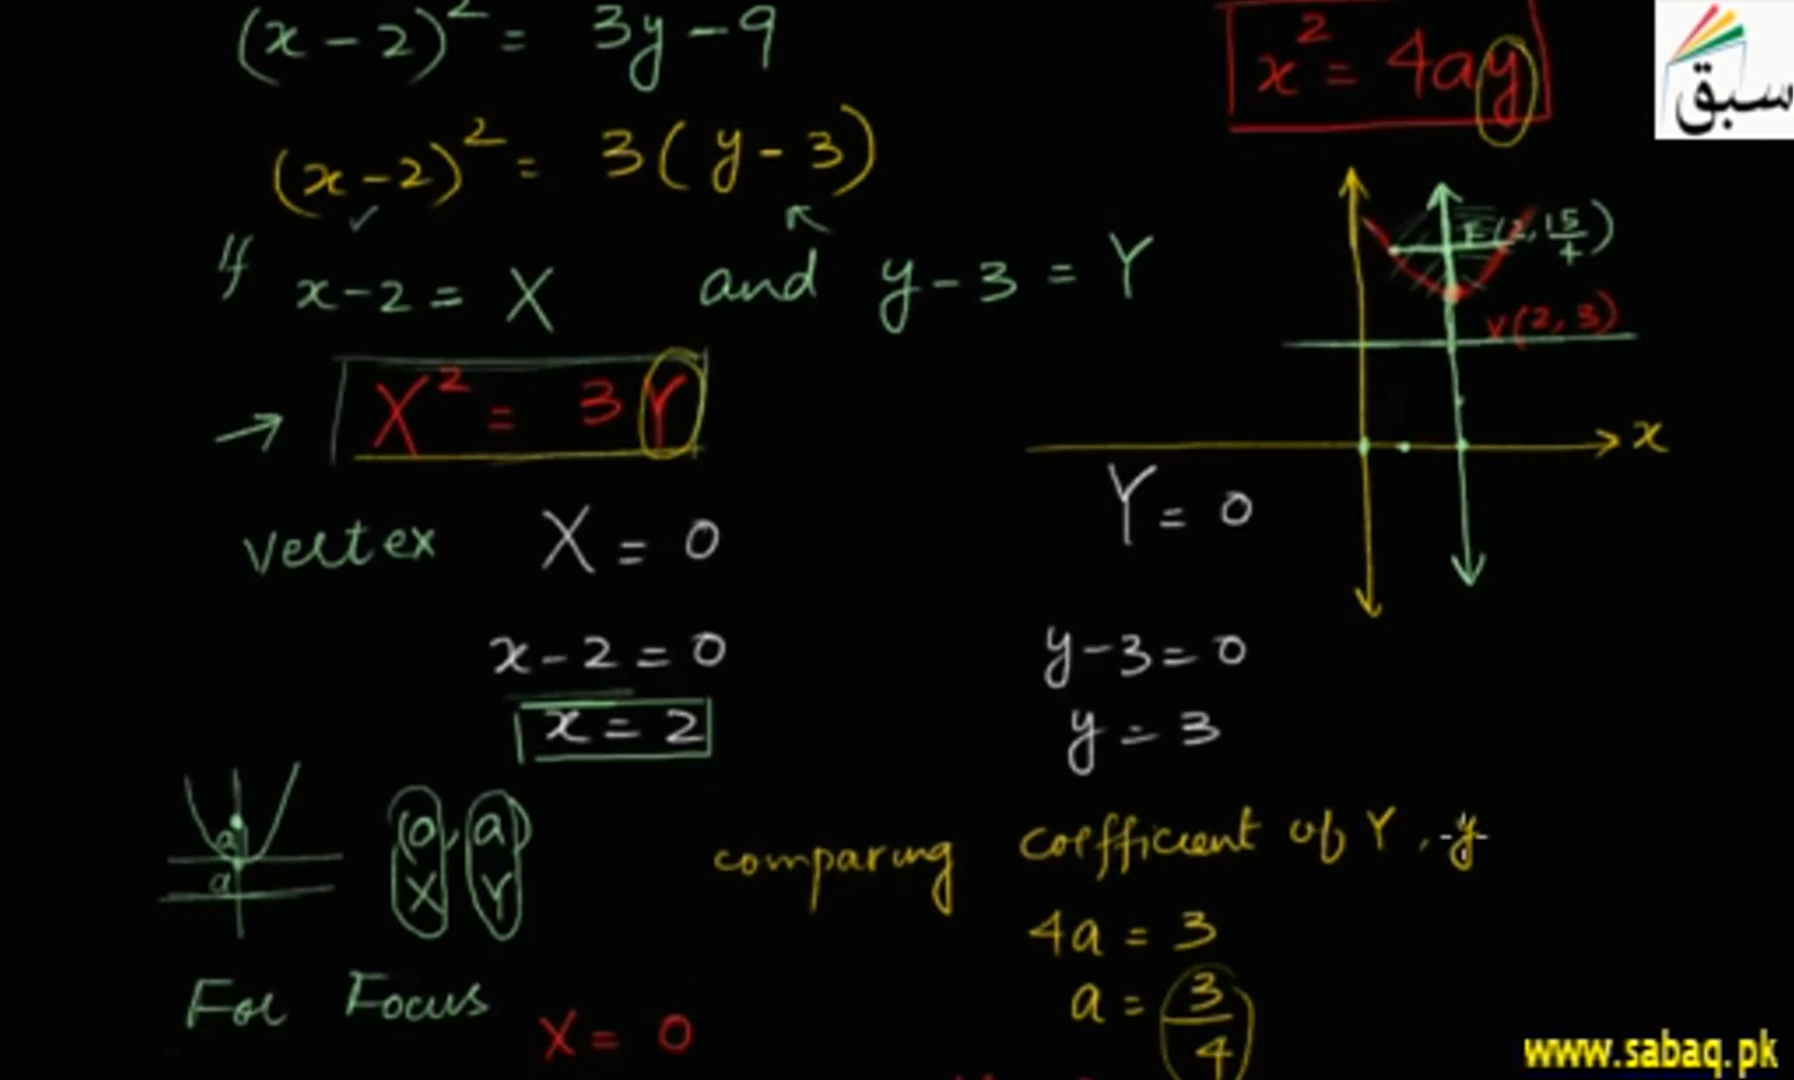 (x-2)² = 3y-9
x² = 4ay
سبق
(x-2)² = 3(y-3)
If x-2 = X and y-3 = Y
F(2, 15/4)
V(2, 3)
→ X² = 3Y
x
vertex X = 0 Y = 0
x-2 = 0 y-3 = 0
x = 2 y = 3
a
a
(0, a)
X Y
comparing coefficient of Y, y
4a = 3
For Focus a = 3/4
X = 0
www.sabaq.pk